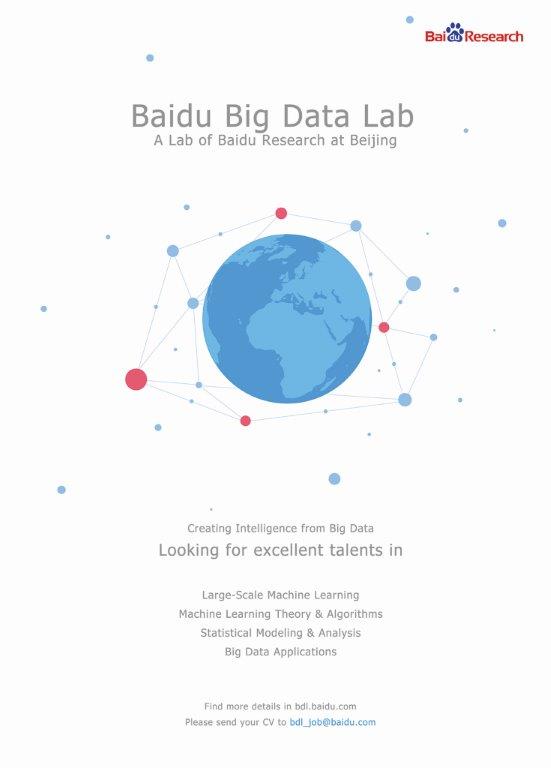 Bai du Research
Baidu Big Data Lab
A Lab of Baidu Research at Beijing
Creating Intelligence from Big Data
Looking for excellent talents in
Large-Scale Machine Learning
Machine Learning Theory & Algorithms
Statistical Modeling & Analysis
Big Data Applications
Find more details in bdl.baidu.com
Please send your CV to bdl_job@baidu.com